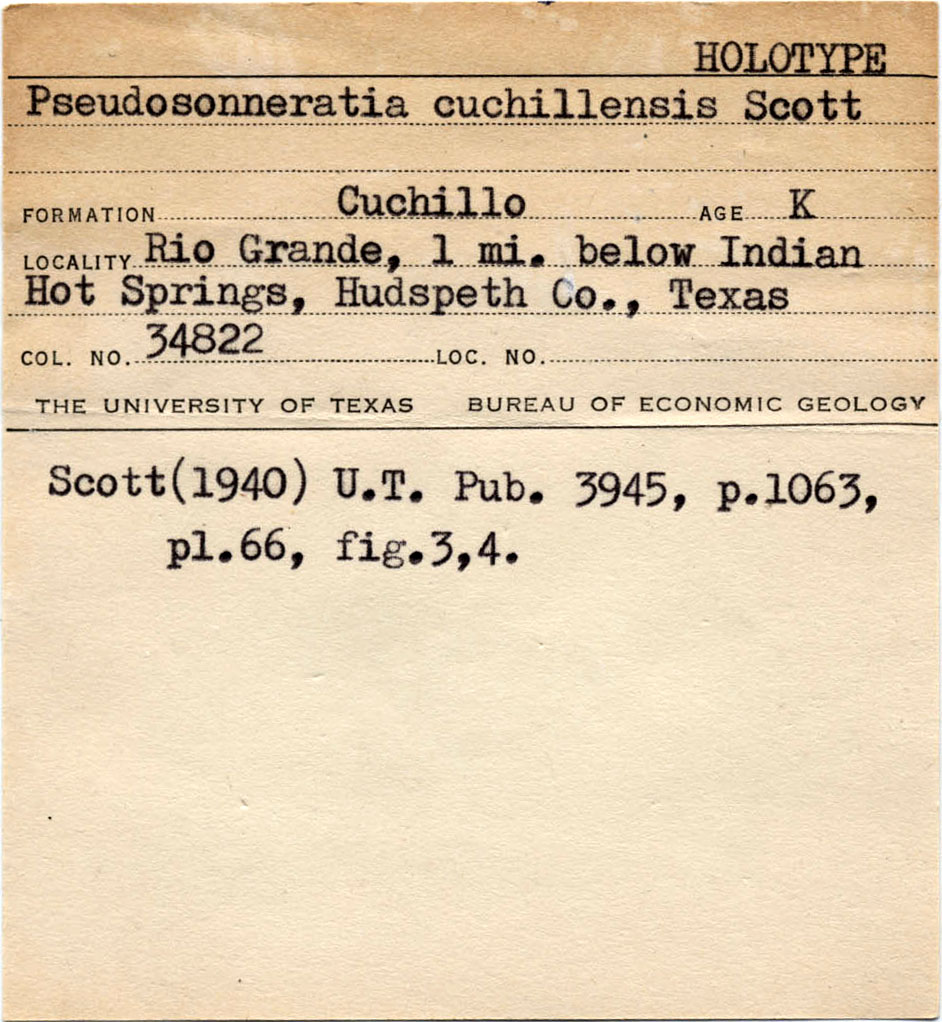 HOLOTYPE
Pseudosonneratia cuchillensis Scott
FORMATION Cuchillo AGE K
LOCALITY Rio Grande, 1 mi. below Indian
Hot Springs, Hudspeth Co., Texas
COL. NO. 34822 LOC. NO.
THE UNIVERSITY OF TEXAS BUREAU OF ECONOMIC GEOLOGY
Scott(1940) U.T. Pub. 3945, p.1063,
pl.66, fig.3,4.